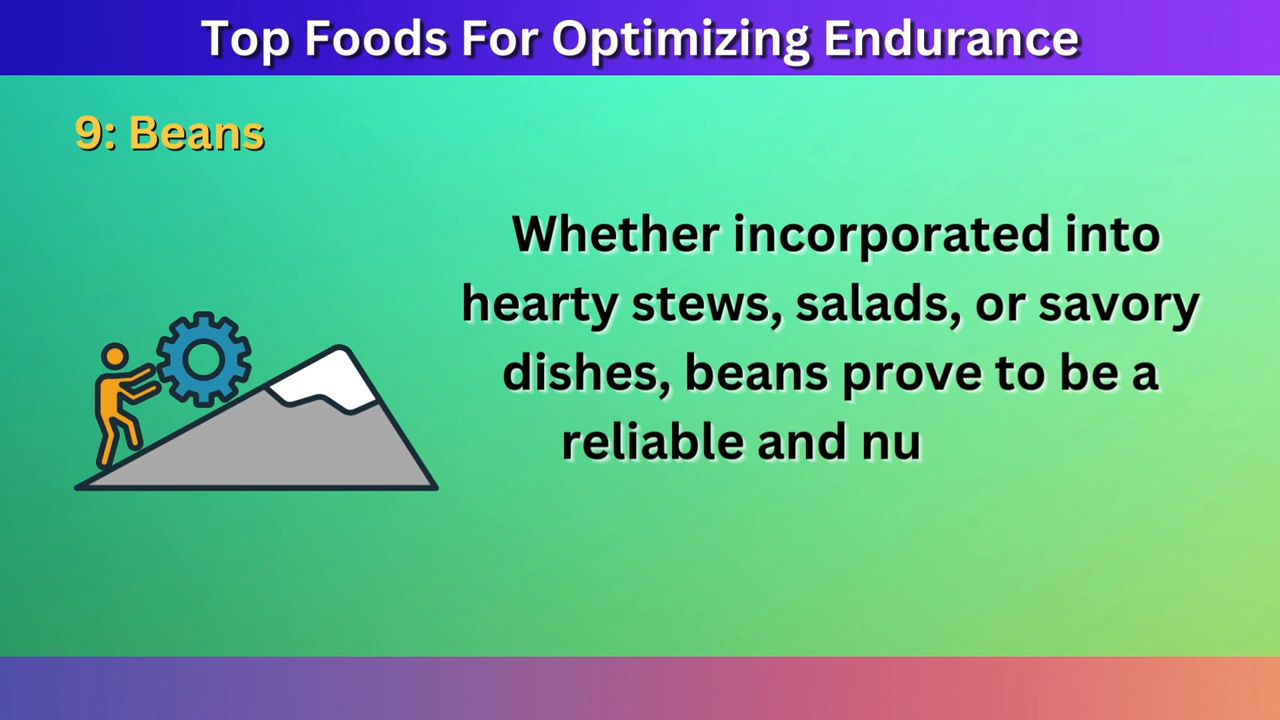 Top Foods For Optimizing Endurance
9: Beans
Whether incorporated into
hearty stews, salads, or savory
dishes, beans prove to be a
reliable and nu